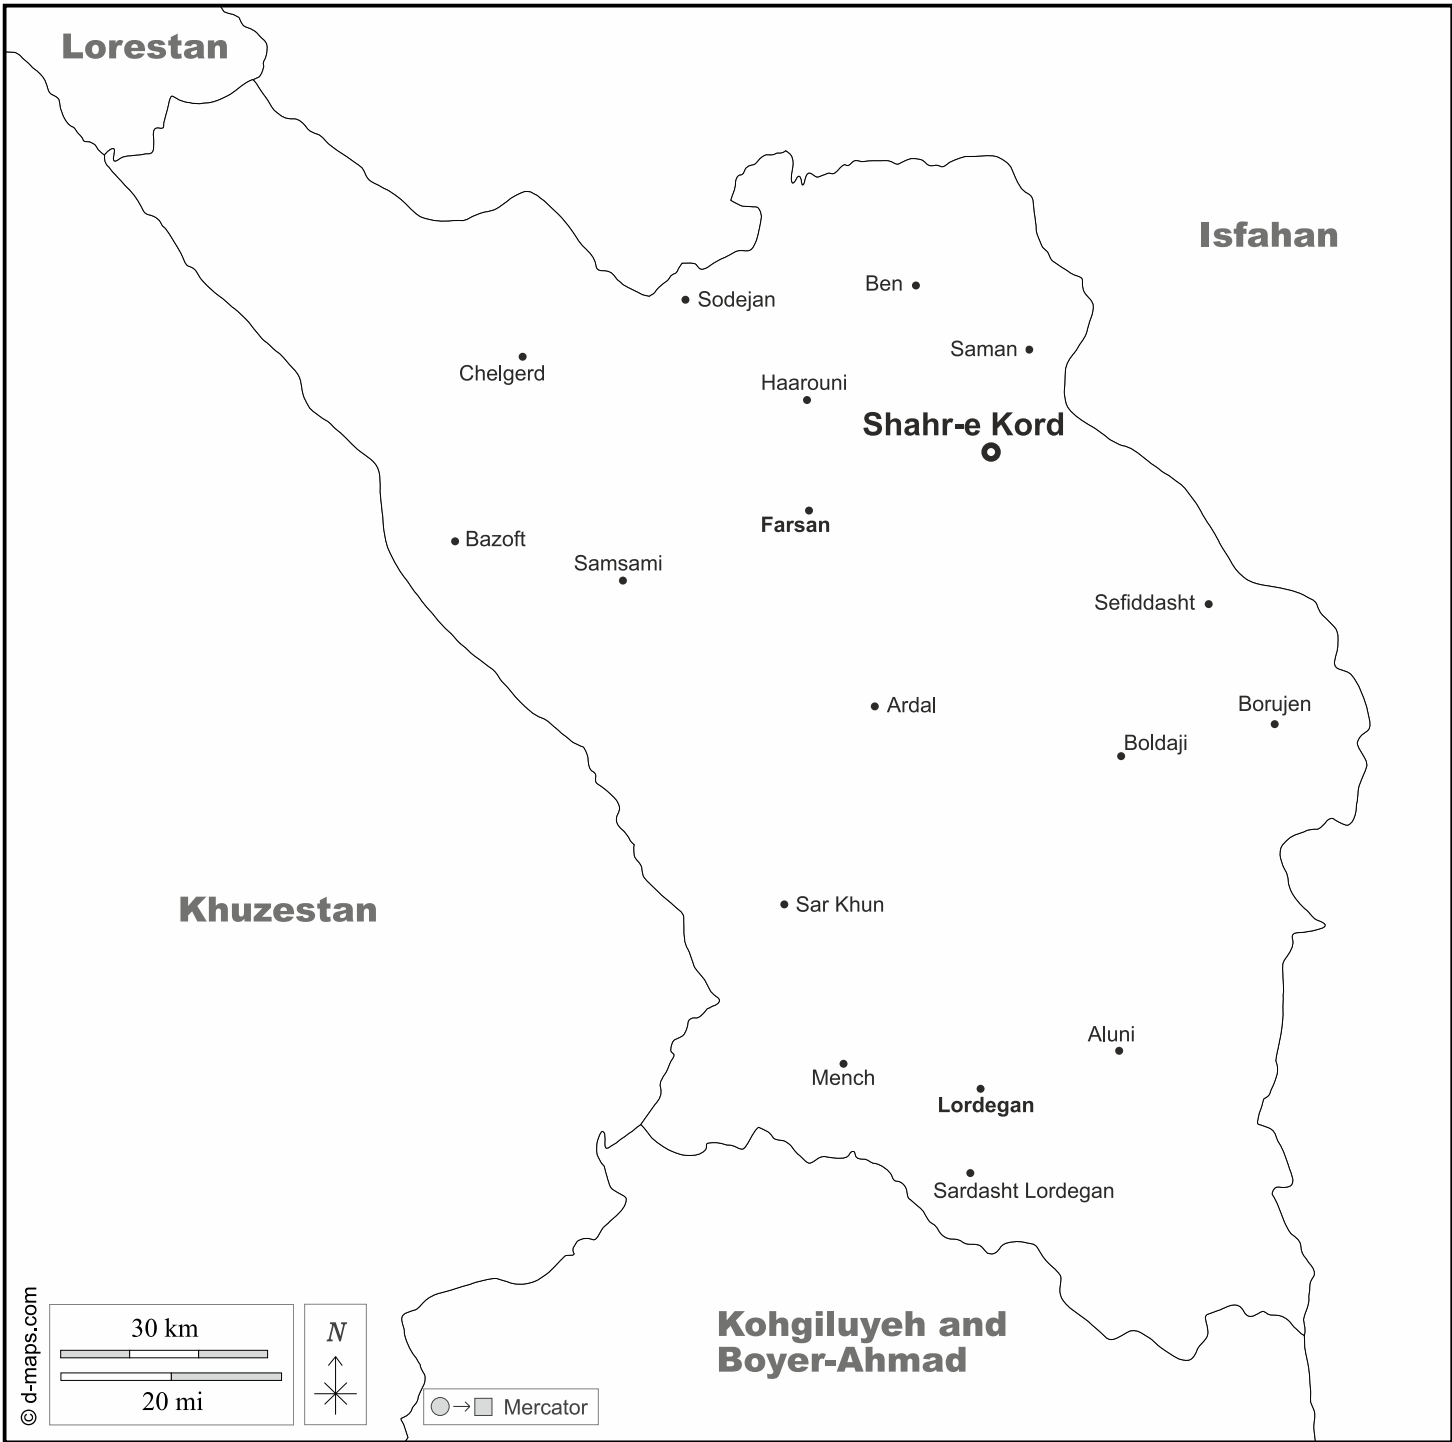 Lorestan
Isfahan
Ben
Sodejan
Saman
Chelgerd
Haarouni
Shahr-e Kord
Farsan
Bazoft
Samsami
Sefiddasht
Ardal
Borujen
Boldaji
Sar Khun
Khuzestan
Aluni
Mench
Lordegan
Sardasht Lordegan
Kohgiluyeh and
Boyer-Ahmad
© d-maps.com
30 km
20 mi
N
Mercator